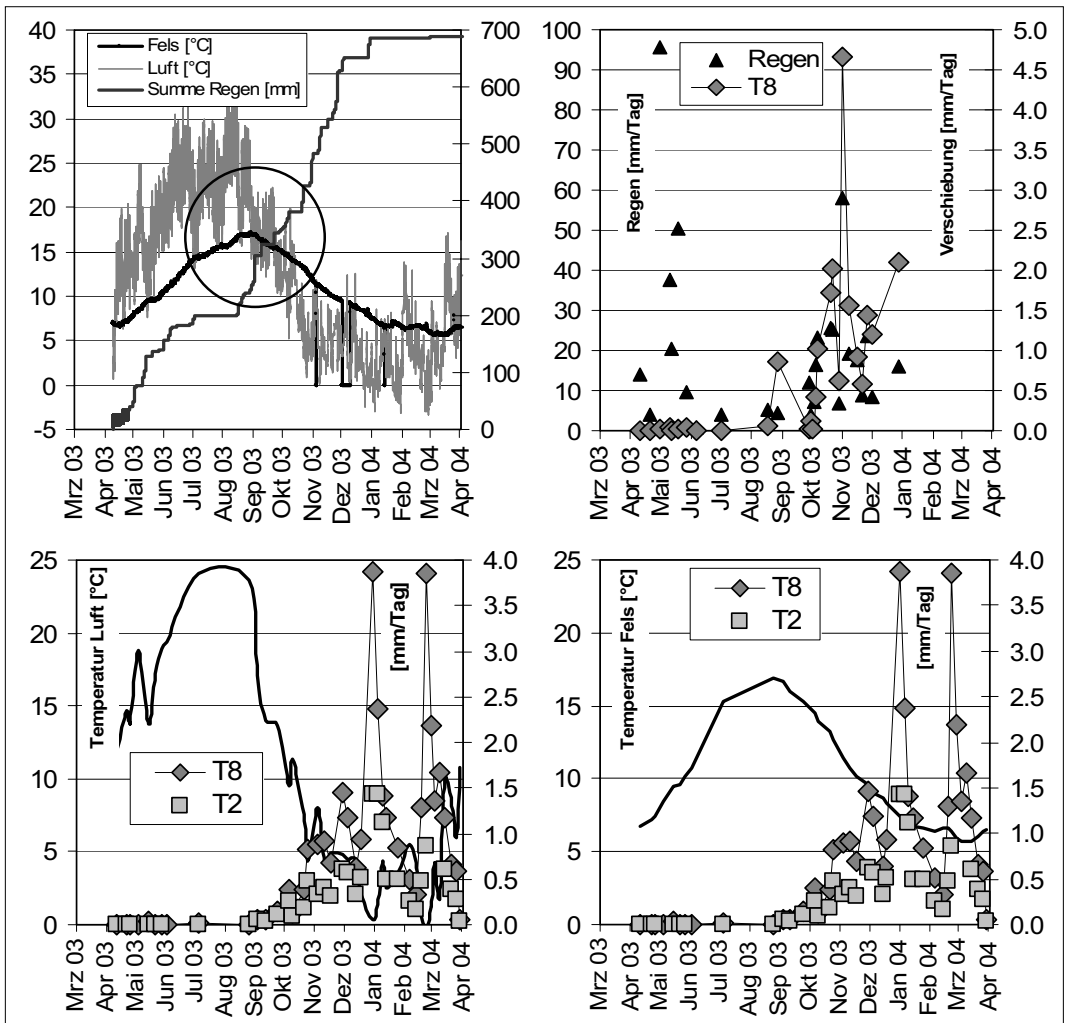 40
35
30
25
20
15
10
5
0
-5
700
600
500
400
300
200
100
0
Fels [°C]
Luft [°C]
Summe Regen [mm]
Mrz 03
Apr 03
Mai 03
Jun 03
Jul 03
Aug 03
Sep 03
Okt 03
Nov 03
Dez 03
Jan 04
Feb 04
Mrz 04
Apr 04
100
90
80
70
60
50
40
30
20
10
0
Regen [mm/Tag]
Regen
T8
Verschiebung [mm/Tag]
5.0
4.5
4.0
3.5
3.0
2.5
2.0
1.5
1.0
0.5
0.0
Mrz 03
Apr 03
Mai 03
Jun 03
Jul 03
Aug 03
Sep 03
Okt 03
Nov 03
Dez 03
Jan 04
Feb 04
Mrz 04
Apr 04
25
20
15
10
5
0
Temperatur Luft [°C]
T8
T2
[mm/Tag]
4.0
3.5
3.0
2.5
2.0
1.5
1.0
0.5
0.0
Mrz 03
Apr 03
Mai 03
Jun 03
Jul 03
Aug 03
Sep 03
Okt 03
Nov 03
Dez 03
Jan 04
Feb 04
Mrz 04
Apr 04
25
20
15
10
5
0
Temperatur Fels [°C]
T8
T2
[mm/Tag]
4.0
3.5
3.0
2.5
2.0
1.5
1.0
0.5
0.0
Mrz 03
Apr 03
Mai 03
Jun 03
Jul 03
Aug 03
Sep 03
Okt 03
Nov 03
Dez 03
Jan 04
Feb 04
Mrz 04
Apr 04